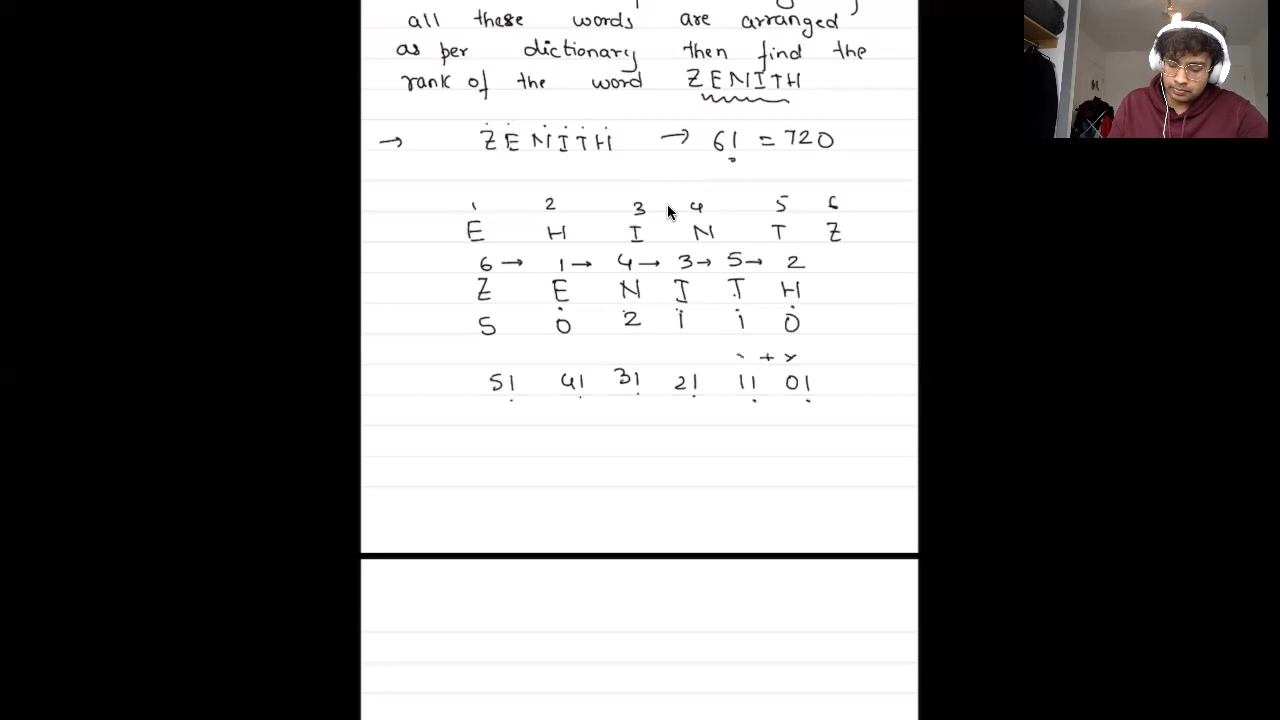 all these words are arranged
as per dictionary then find the
rank of the word ZENITH
→ ZENITH → 6! = 720
1 2 3 4 5 6
E H I N T Z
6 → 1 → 4 → 3 → 5 → 2
Z E N I T H
5 0 2 1 1 0
x + x
5! 4! 3! 2! 1! 0!